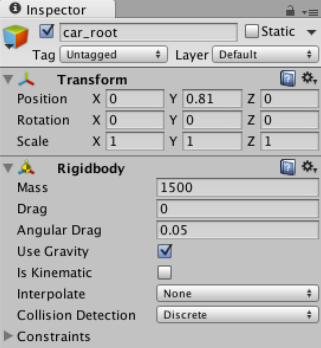 Inspector
car_root Static
Tag Untagged Layer Default
Transform
Position X 0 Y 0.81 Z 0
Rotation X 0 Y 0 Z 0
Scale X 1 Y 1 Z 1
Rigidbody
Mass 1500
Drag 0
Angular Drag 0.05
Use Gravity
Is Kinematic
Interpolate None
Collision Detection Discrete
Constraints